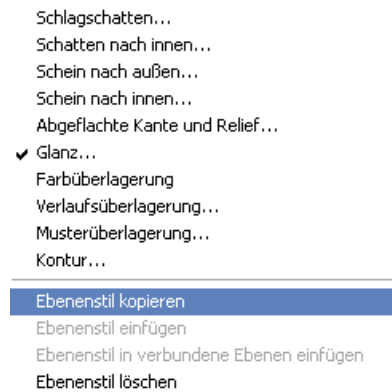 Schlagschatten...
Schatten nach innen...
Schein nach außen...
Schein nach innen...
Abgeflachte Kante und Relief...
Glanz...
Farbüberlagerung
Verlaufsüberlagerung...
Musterüberlagerung...
Kontur...
Ebenenstil kopieren
Ebenenstil einfügen
Ebenenstil in verbundene Ebenen einfügen
Ebenenstil löschen